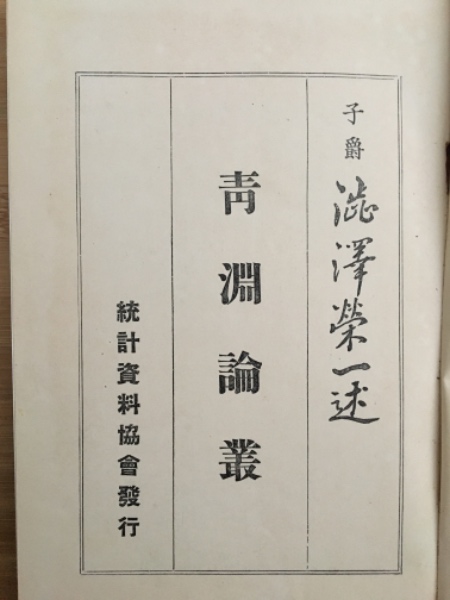 子爵 澁澤榮一述
靑淵論叢
統計資料協會發行